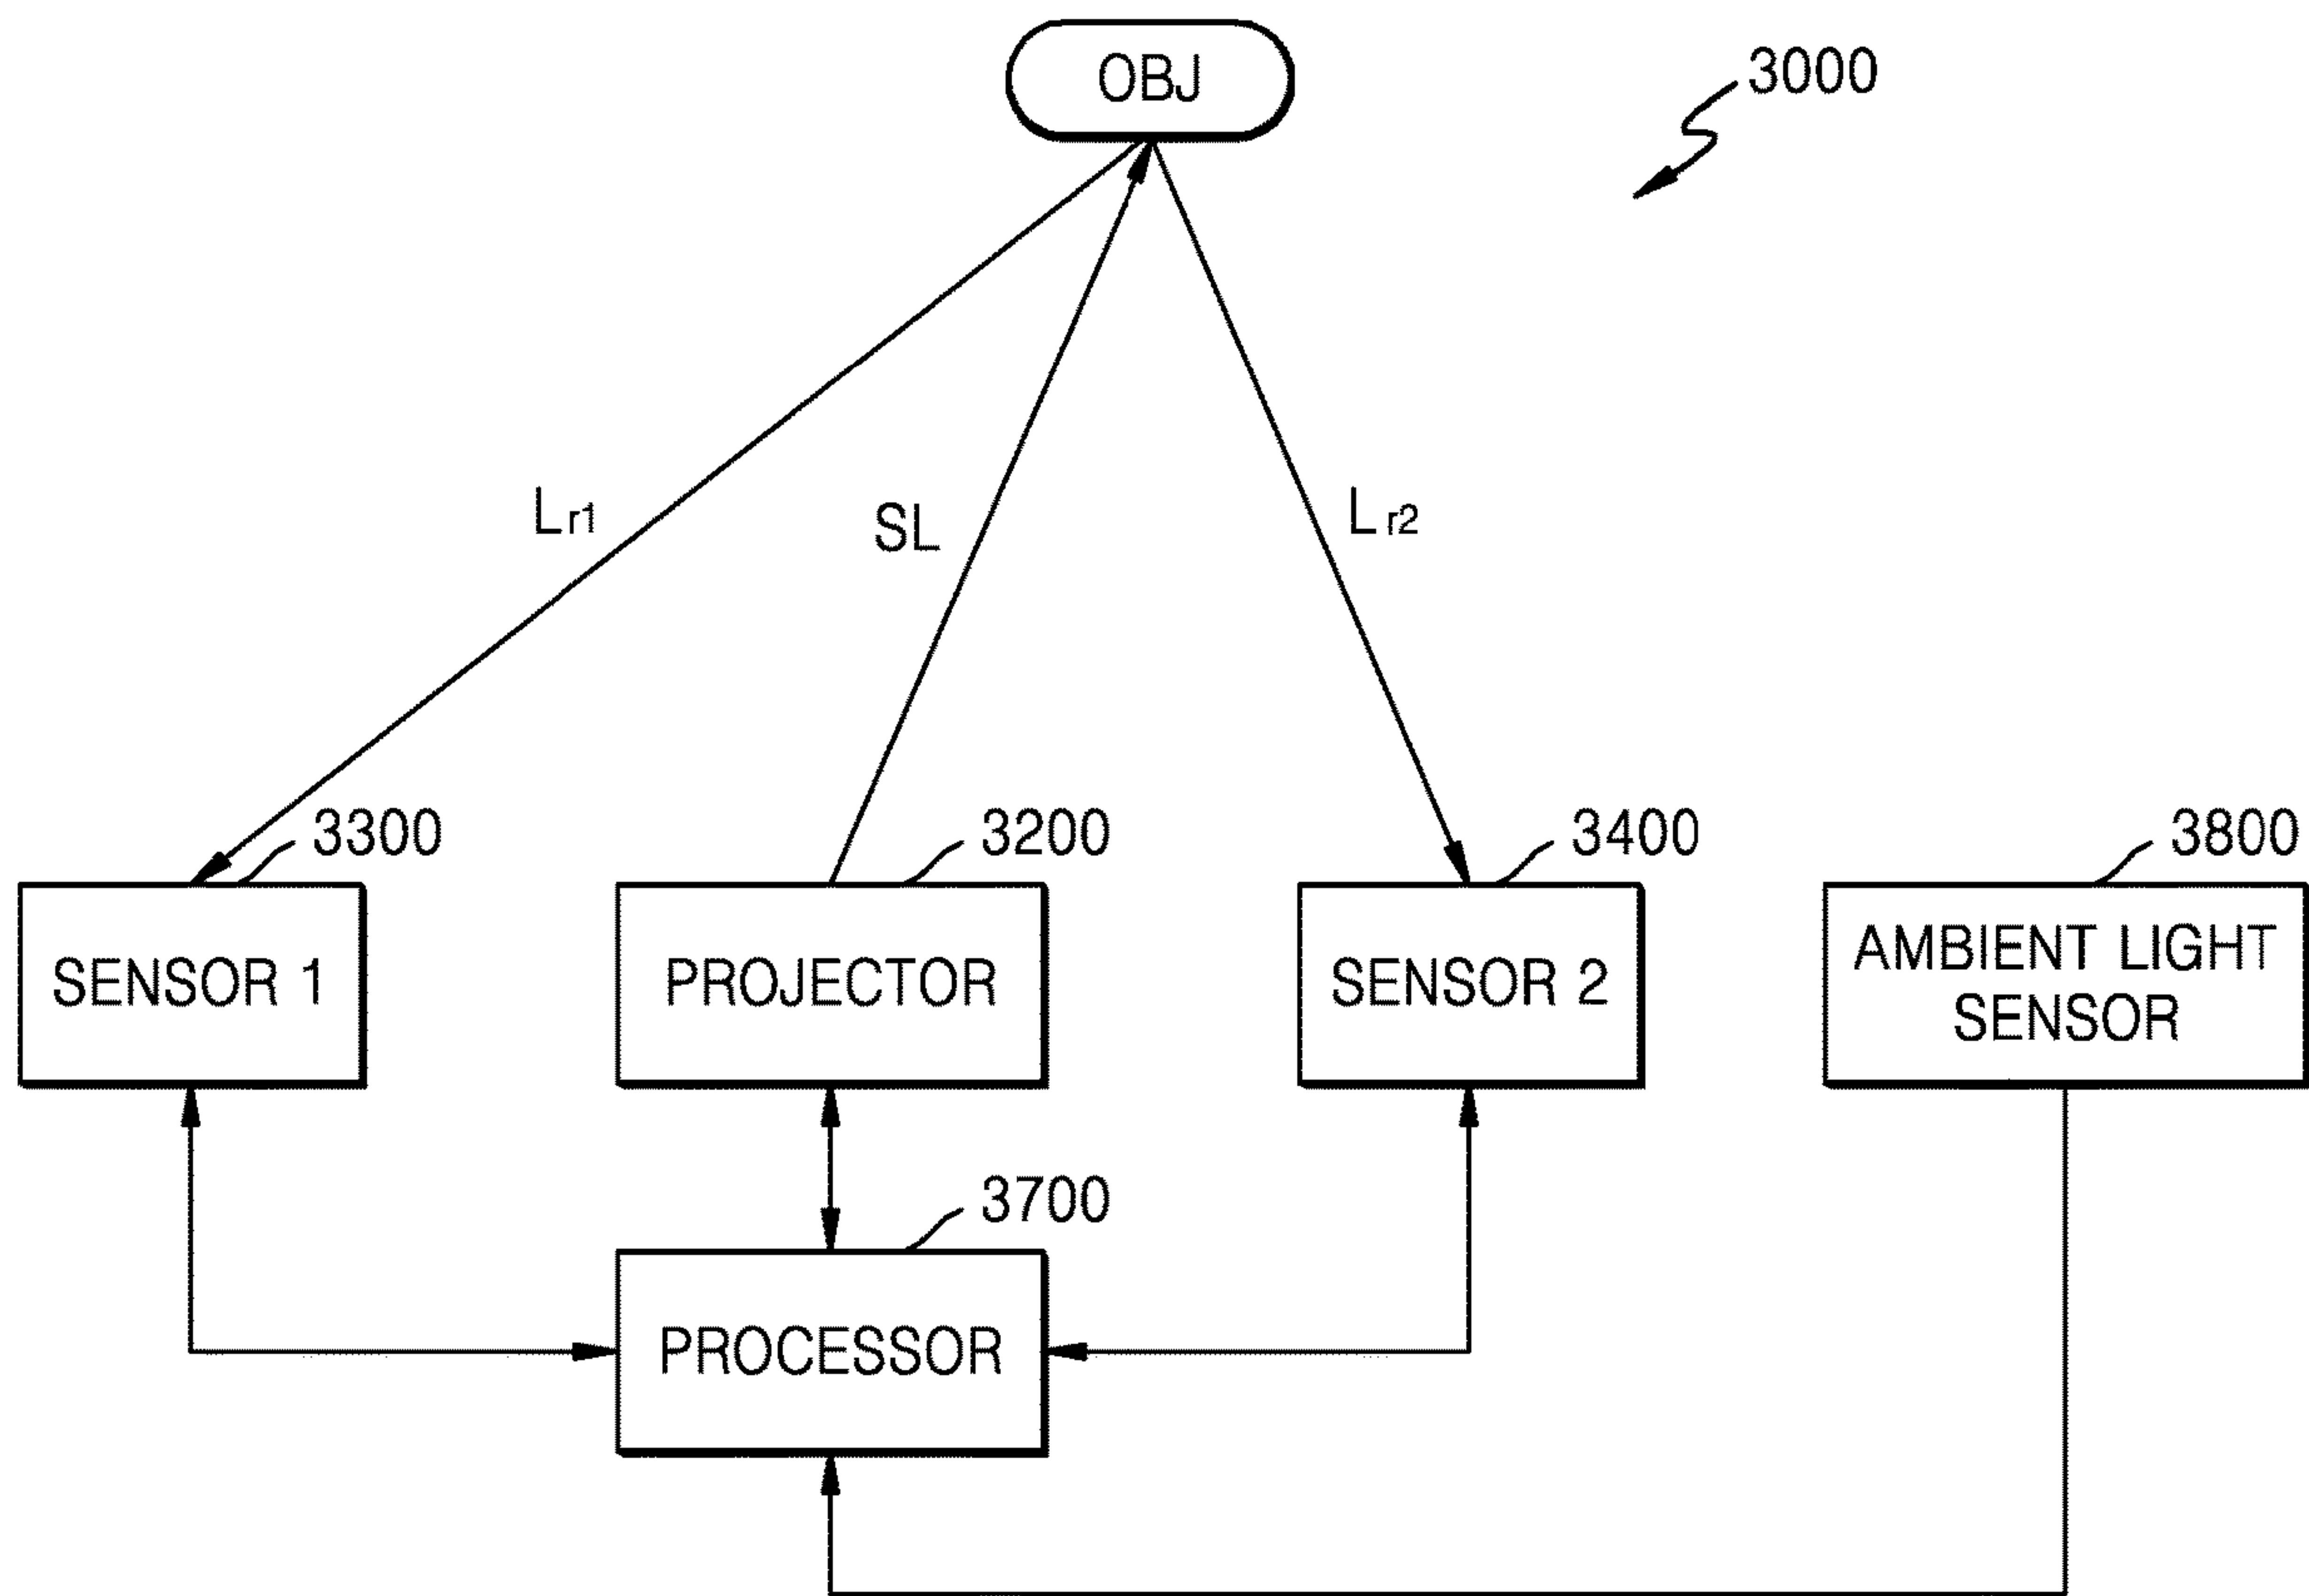 OBJ
3000
Lr1
SL
Lr2
3300
3200
3400
3800
SENSOR 1
PROJECTOR
SENSOR 2
AMBIENT LIGHT
SENSOR
3700
PROCESSOR